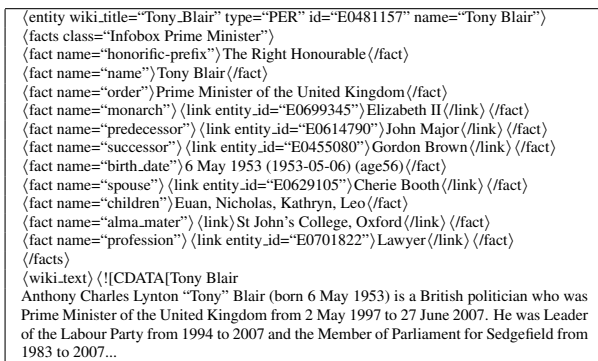 ⟨entity wiki_title=“Tony_Blair” type=“PER” id=“E0481157” name=“Tony Blair”⟩
⟨facts class=“Infobox Prime Minister”⟩
⟨fact name=“honorific-prefix”⟩The Right Honourable⟨/fact⟩
⟨fact name=“name”⟩Tony Blair⟨/fact⟩
⟨fact name=“order”⟩Prime Minister of the United Kingdom⟨/fact⟩
⟨fact name=“monarch”⟩ ⟨link entity_id=“E0699345”⟩Elizabeth II⟨/link⟩ ⟨/fact⟩
⟨fact name=“predecessor”⟩ ⟨link entity_id=“E0614790”⟩John Major⟨/link⟩ ⟨/fact⟩
⟨fact name=“successor”⟩ ⟨link entity_id=“E0455080”⟩Gordon Brown⟨/link⟩ ⟨/fact⟩
⟨fact name=“birth_date”⟩6 May 1953 (1953-05-06) (age56)⟨/fact⟩
⟨fact name=“spouse”⟩ ⟨link entity_id=“E0629105”⟩Cherie Booth⟨/link⟩ ⟨/fact⟩
⟨fact name=“children”⟩Euan, Nicholas, Kathryn, Leo⟨/fact⟩
⟨fact name=“alma_mater”⟩ ⟨link⟩St John’s College, Oxford⟨/link⟩ ⟨/fact⟩
⟨fact name=“profession”⟩ ⟨link entity_id=“E0701822”⟩Lawyer⟨/link⟩ ⟨/fact⟩
⟨/facts⟩
⟨wiki_text⟩ ⟨![CDATA[Tony Blair
Anthony Charles Lynton “Tony” Blair (born 6 May 1953) is a British politician who was
Prime Minister of the United Kingdom from 2 May 1997 to 27 June 2007. He was Leader
of the Labour Party from 1994 to 2007 and the Member of Parliament for Sedgefield from
1983 to 2007...